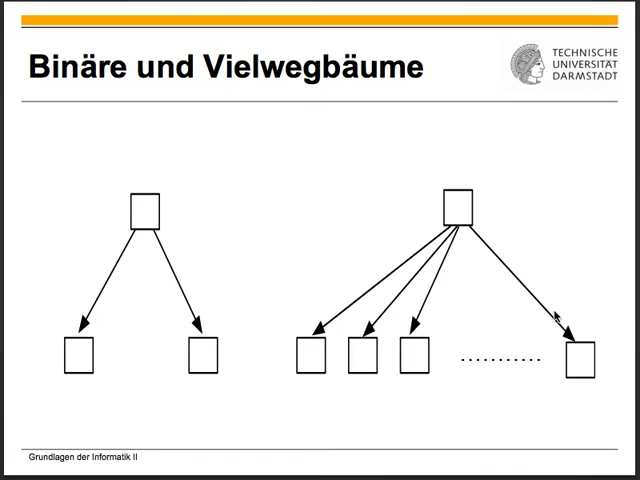 Binäre und Vielwegbäume
TECHNISCHE
UNIVERSITÄT
DARMSTADT
Grundlagen der Informatik II